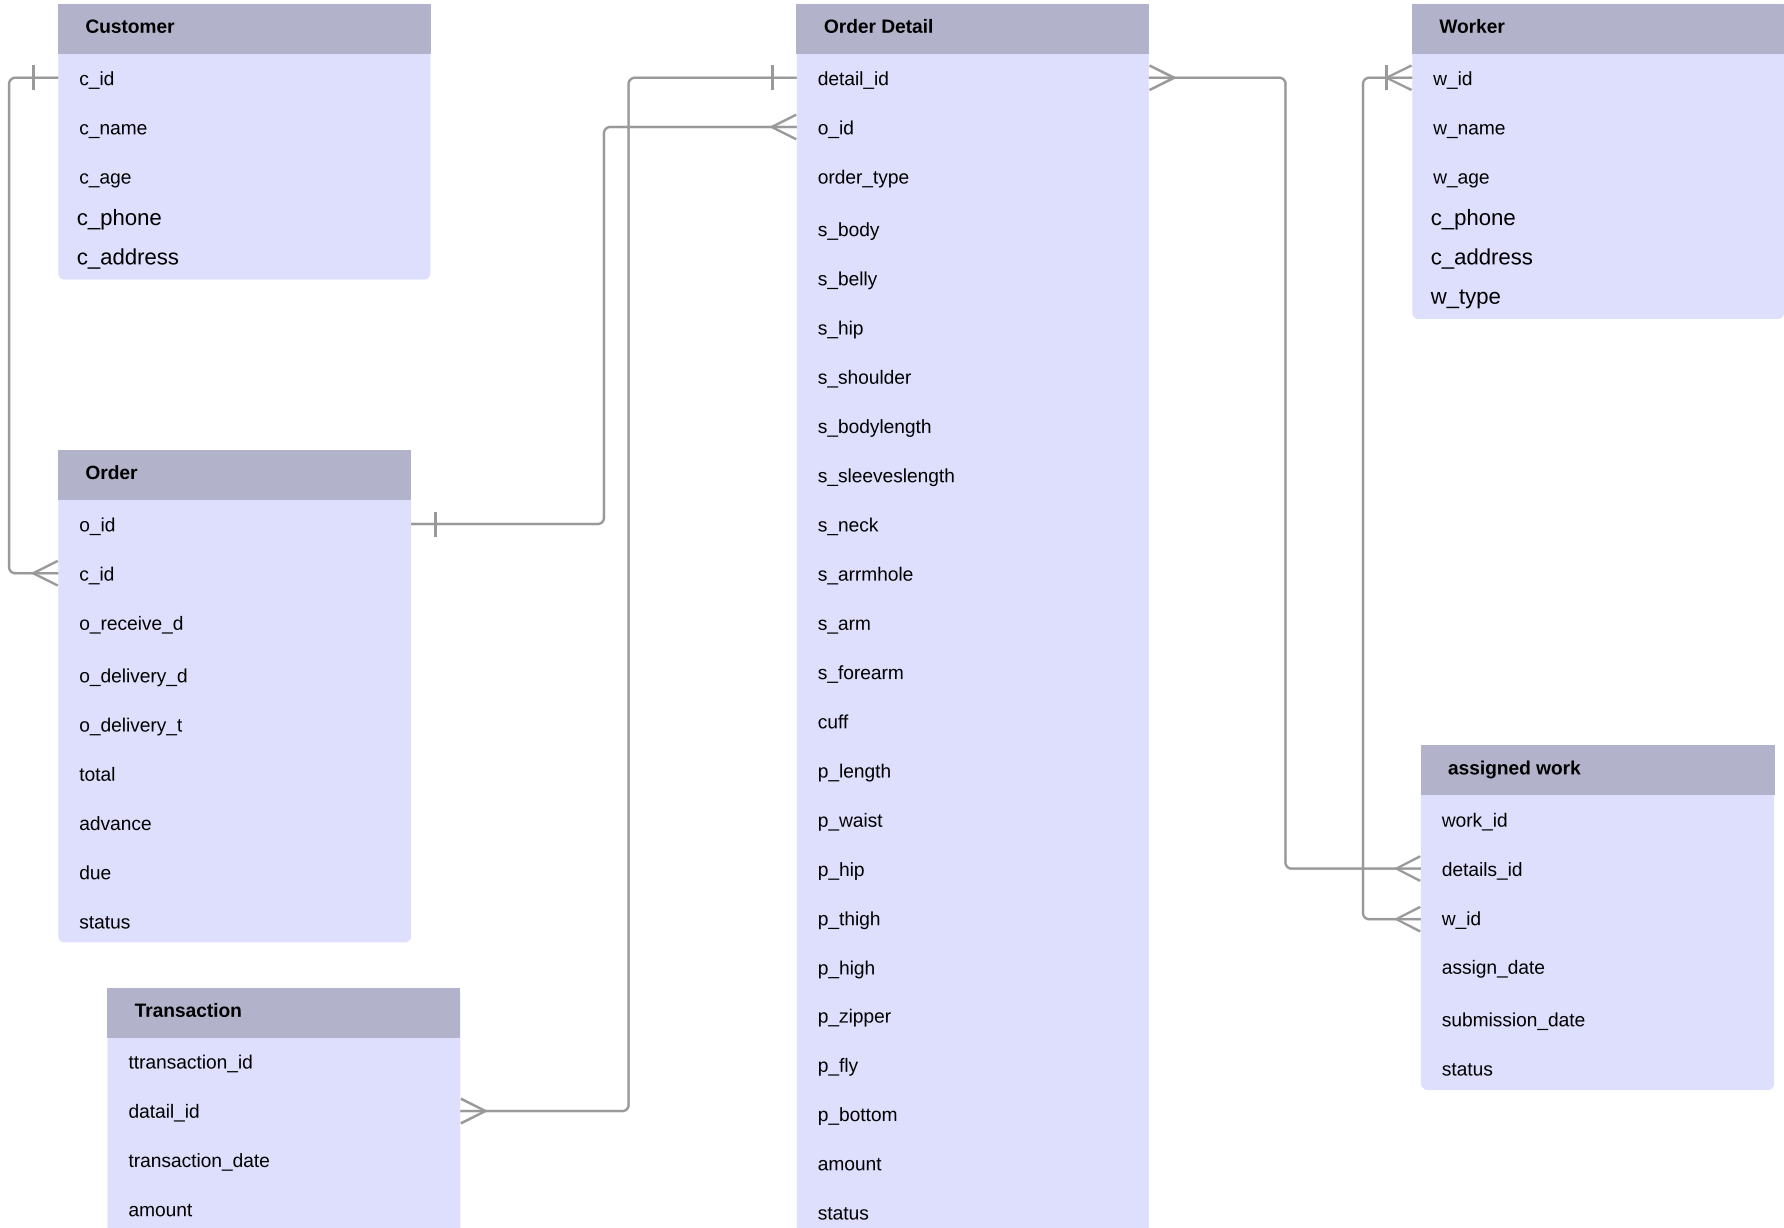 Customer
c_id
c_name
c_age
c_phone
c_address
Order
o_id
c_id
o_receive_d
o_delivery_d
o_delivery_t
total
advance
due
status
Transaction
ttransaction_id
datail_id
transaction_date
amount
Order Detail
detail_id
o_id
order_type
s_body
s_belly
s_hip
s_shoulder
s_bodylength
s_sleeveslength
s_neck
s_arrmhole
s_arm
s_forearm
cuff
p_length
p_waist
p_hip
p_thigh
p_high
p_zipper
p_fly
p_bottom
amount
status
Worker
w_id
w_name
w_age
c_phone
c_address
w_type
assigned work
work_id
details_id
w_id
assign_date
submission_date
status